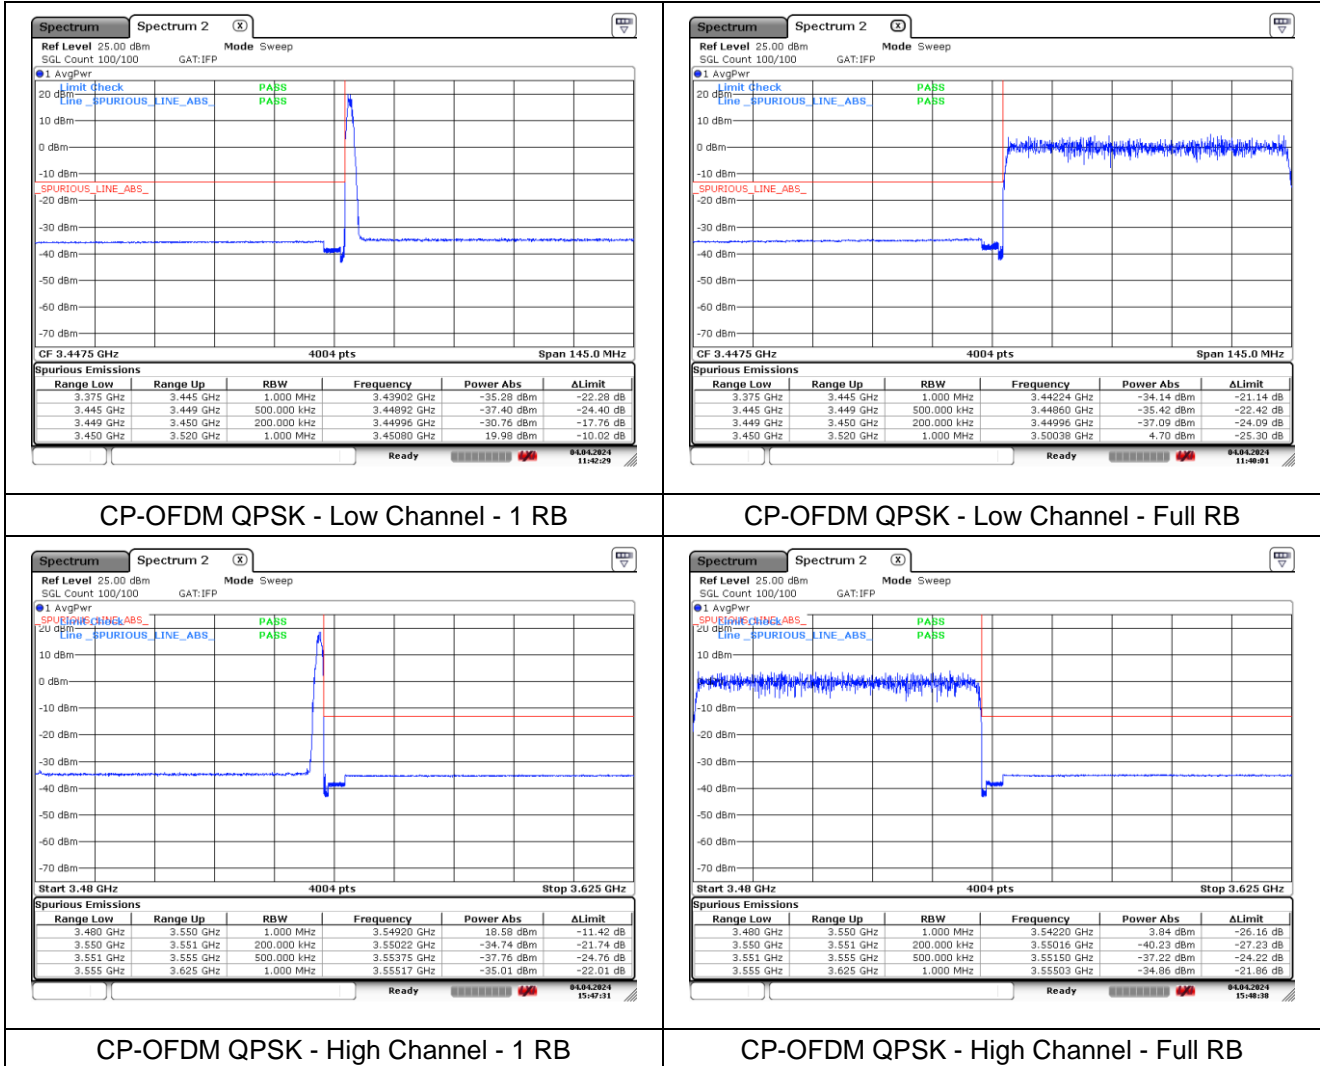 Spectrum Spectrum 2 X
Ref Level 25.00 dBm Mode Sweep
SGL Count 100/100 GAT:IFP
1 AvgPwr
Limit Check PASS
Line _SPURIOUS_LINE_ABS_ PASS
20 dBm
10 dBm
0 dBm
-10 dBm
_SPURIOUS_LINE_ABS_
-20 dBm
-30 dBm
-40 dBm
-50 dBm
-60 dBm
-70 dBm
CF 3.4475 GHz 4004 pts Span 145.0 MHz
Spurious Emissions
Range Low Range Up RBW Frequency Power Abs ΔLimit
3.375 GHz 3.445 GHz 1.000 MHz 3.43902 GHz -35.28 dBm -22.28 dB
3.445 GHz 3.449 GHz 500.000 kHz 3.44892 GHz -37.40 dBm -24.40 dB
3.449 GHz 3.450 GHz 200.000 kHz 3.44996 GHz -30.76 dBm -17.76 dB
3.450 GHz 3.520 GHz 1.000 MHz 3.45080 GHz 19.98 dBm -10.02 dB
Ready 04.04.2024
11:42:29
CP-OFDM QPSK - Low Channel - 1 RB
Spectrum Spectrum 2 X
Ref Level 25.00 dBm Mode Sweep
SGL Count 100/100 GAT:IFP
1 AvgPwr
Limit Check PASS
Line _SPURIOUS_LINE_ABS_ PASS
20 dBm
10 dBm
0 dBm
-10 dBm
_SPURIOUS_LINE_ABS_
-20 dBm
-30 dBm
-40 dBm
-50 dBm
-60 dBm
-70 dBm
CF 3.4475 GHz 4004 pts Span 145.0 MHz
Spurious Emissions
Range Low Range Up RBW Frequency Power Abs ΔLimit
3.375 GHz 3.445 GHz 1.000 MHz 3.44224 GHz -34.14 dBm -21.14 dB
3.445 GHz 3.449 GHz 500.000 kHz 3.44860 GHz -35.42 dBm -22.42 dB
3.449 GHz 3.450 GHz 200.000 kHz 3.44996 GHz -37.09 dBm -24.09 dB
3.450 GHz 3.520 GHz 1.000 MHz 3.50038 GHz 4.70 dBm -25.30 dB
Ready 04.04.2024
11:48:01
CP-OFDM QPSK - Low Channel - Full RB
Spectrum Spectrum 2 X
Ref Level 25.00 dBm Mode Sweep
SGL Count 100/100 GAT:IFP
1 AvgPwr
_SPURIOUS_LINE_ABS_
Limit Check PASS
Line _SPURIOUS_LINE_ABS_ PASS
20 dBm
10 dBm
0 dBm
-10 dBm
-20 dBm
-30 dBm
-40 dBm
-50 dBm
-60 dBm
-70 dBm
Start 3.48 GHz 4004 pts Stop 3.625 GHz
Spurious Emissions
Range Low Range Up RBW Frequency Power Abs ΔLimit
3.480 GHz 3.550 GHz 1.000 MHz 3.54920 GHz 18.58 dBm -11.42 dB
3.550 GHz 3.551 GHz 200.000 kHz 3.55022 GHz -34.74 dBm -21.74 dB
3.551 GHz 3.555 GHz 500.000 kHz 3.55375 GHz -37.76 dBm -24.76 dB
3.555 GHz 3.625 GHz 1.000 MHz 3.55517 GHz -35.01 dBm -22.01 dB
Ready 04.04.2024
15:47:31
CP-OFDM QPSK - High Channel - 1 RB
Spectrum Spectrum 2 X
Ref Level 25.00 dBm Mode Sweep
SGL Count 100/100 GAT:IFP
1 AvgPwr
_SPURIOUS_LINE_ABS_
Limit Check PASS
Line _SPURIOUS_LINE_ABS_ PASS
20 dBm
10 dBm
0 dBm
-10 dBm
-20 dBm
-30 dBm
-40 dBm
-50 dBm
-60 dBm
-70 dBm
Start 3.48 GHz 4004 pts Stop 3.625 GHz
Spurious Emissions
Range Low Range Up RBW Frequency Power Abs ΔLimit
3.480 GHz 3.550 GHz 1.000 MHz 3.54220 GHz 3.84 dBm -26.16 dB
3.550 GHz 3.551 GHz 200.000 kHz 3.55016 GHz -40.23 dBm -27.23 dB
3.551 GHz 3.555 GHz 500.000 kHz 3.55150 GHz -37.22 dBm -24.22 dB
3.555 GHz 3.625 GHz 1.000 MHz 3.55503 GHz -34.86 dBm -21.86 dB
Ready 04.04.2024
15:48:38
CP-OFDM QPSK - High Channel - Full RB